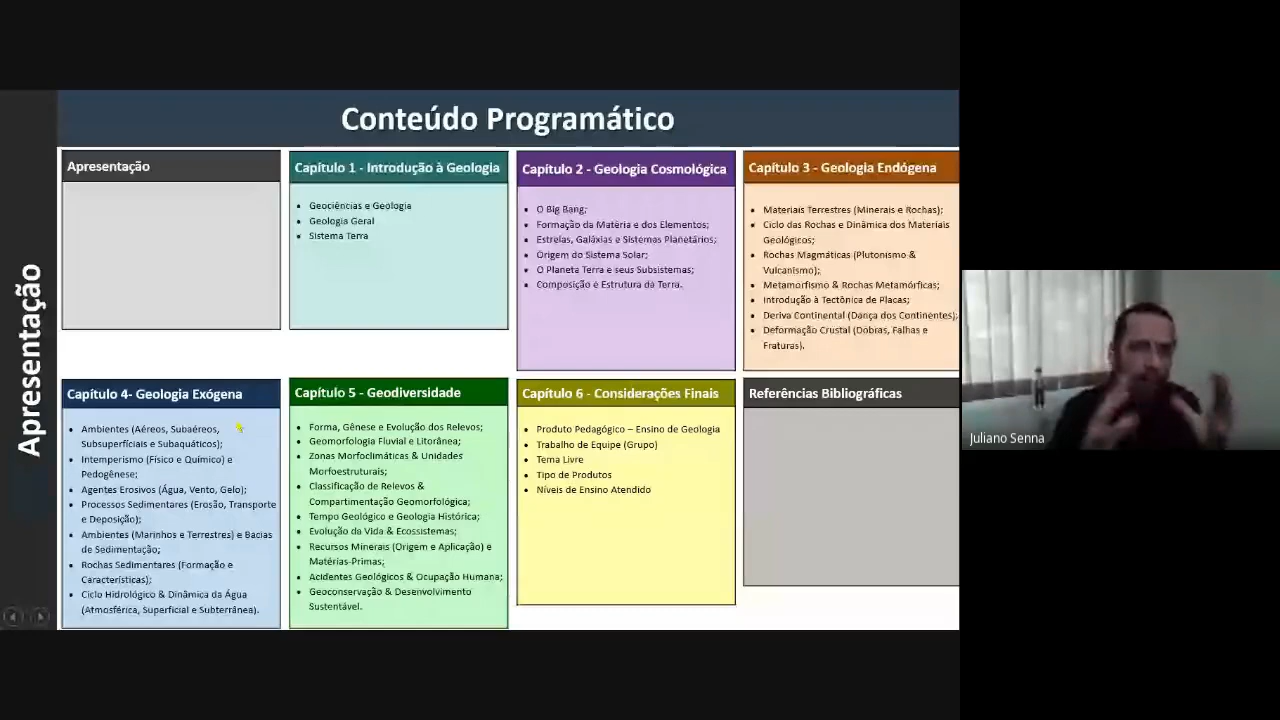 Conteúdo Programático
Apresentação
Apresentação
Capítulo 1 - Introdução à Geologia
• Geociências e Geologia
• Geologia Geral
• Sistema Terra
Capítulo 2 - Geologia Cosmológica
• O Big Bang;
• Formação da Matéria e dos Elementos;
• Estrelas, Galáxias e Sistemas Planetários;
• Origem do Sistema Solar;
• O Planeta Terra e seus Subsistemas;
• Composição e Estrutura da Terra.
Capítulo 3 - Geologia Endógena
• Materiais Terrestres (Minerais e Rochas);
• Ciclo das Rochas e Dinâmica dos Materiais
Geológicos;
• Rochas Magmáticas (Plutonismo &
Vulcanismo);
• Metamorfismo & Rochas Metamórficas;
• Introdução à Tectônica de Placas;
• Deriva Continental (Dança dos Continentes);
• Deformação Crustal (Dobras, Falhas e
Fraturas).
Capítulo 4- Geologia Exógena
• Ambientes (Aéreos, Subaéreos,
Subsuperfíciais e Subaquáticos);
• Intemperismo (Físico e Químico) e
Pedogênese;
• Agentes Erosivos (Água, Vento, Gelo);
• Processos Sedimentares (Erosão, Transporte
e Deposição);
• Ambientes (Marinhos e Terrestres) e Bacias
de Sedimentação;
• Rochas Sedimentares (Formação e
Características);
• Ciclo Hidrológico & Dinâmica da Água
(Atmosférica, Superficial e Subterrânea).
Capítulo 5 - Geodiversidade
• Forma, Gênese e Evolução dos Relevos;
• Geomorfologia Fluvial e Litorânea;
• Zonas Morfoclimáticas & Unidades
Morfoestruturais;
• Classificação de Relevos &
Compartimentação Geomorfológica;
• Tempo Geológico e Geologia Histórica;
• Evolução da Vida & Ecossistemas;
• Recursos Minerais (Origem e Aplicação) e
Matérias-Primas;
• Acidentes Geológicos & Ocupação Humana;
• Geoconservação & Desenvolvimento
Sustentável.
Capítulo 6 - Considerações Finais
• Produto Pedagógico – Ensino de Geologia
• Trabalho de Equipe (Grupo)
• Tema Livre
• Tipo de Produtos
• Níveis de Ensino Atendido
Referências Bibliográficas
Juliano Senna